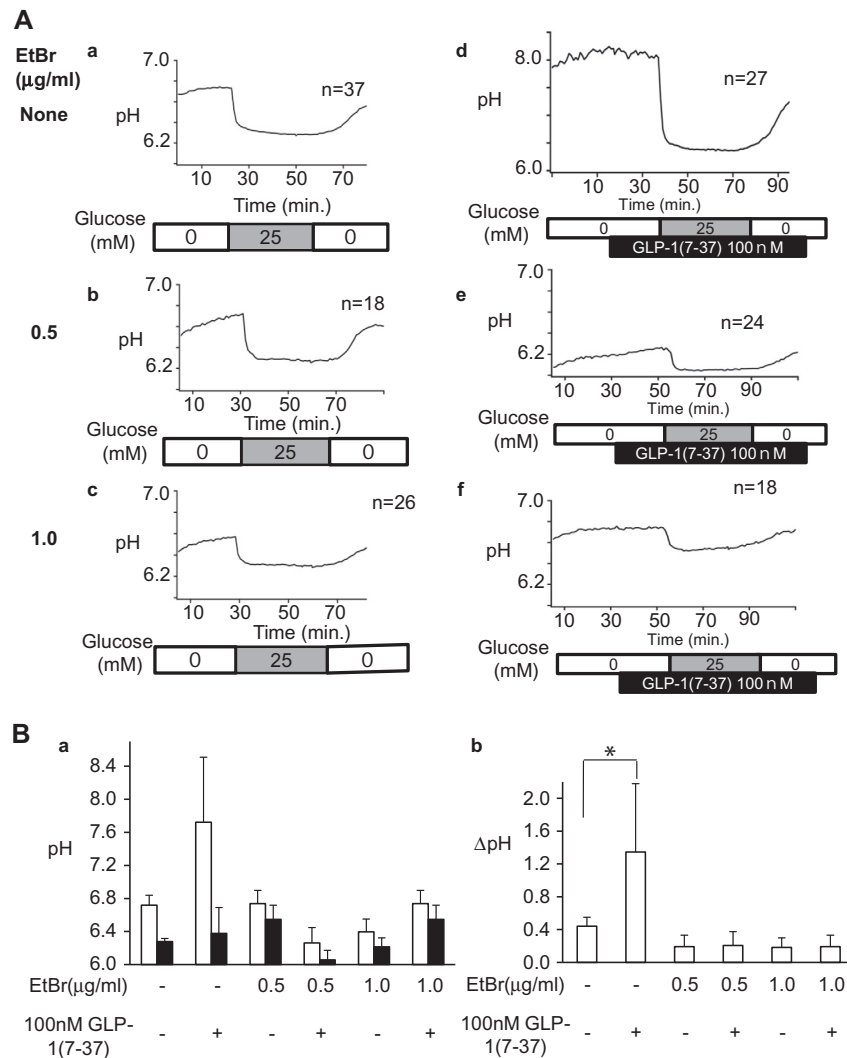 A
EtBr
(μg/ml)
None
a
7.0
pH
6.2
n=37
10 30 50 70
Time (min.)
Glucose
(mM)
0 25 0
d
8.0
pH
6.0
n=27
10 30 50 70 90
Time (min.)
Glucose
(mM)
0 25 0
GLP-1(7-37) 100 n M
0.5
b
7.0
pH
6.2
n=18
10 30 50 70
Time (min.)
Glucose
(mM)
0 25 0
e
7.0
pH
6.2
n=24
10 30 50 70 90
Time (min.)
Glucose
(mM)
0 25 0
GLP-1(7-37) 100 n M
1.0
c
7.0
pH
6.2
n=26
10 30 50 70
Time (min.)
Glucose
(mM)
0 25 0
f
7.0
pH
6.2
n=18
10 30 50 70 90
Time (min.)
Glucose
(mM)
0 25 0
GLP-1(7-37) 100 n M
B
a
8.4
8.0
7.6
pH
7.2
6.8
6.4
6.0
EtBr(μg/ml) - - 0.5 0.5 1.0 1.0
100nM GLP-
1(7-37)
- + - + - +
b
*
2.0
1.6
ΔpH
1.2
0.8
0.4
0.0
EtBr(μg/ml) - - 0.5 0.5 1.0 1.0
100nM GLP-
1(7-37)
- + - + - +